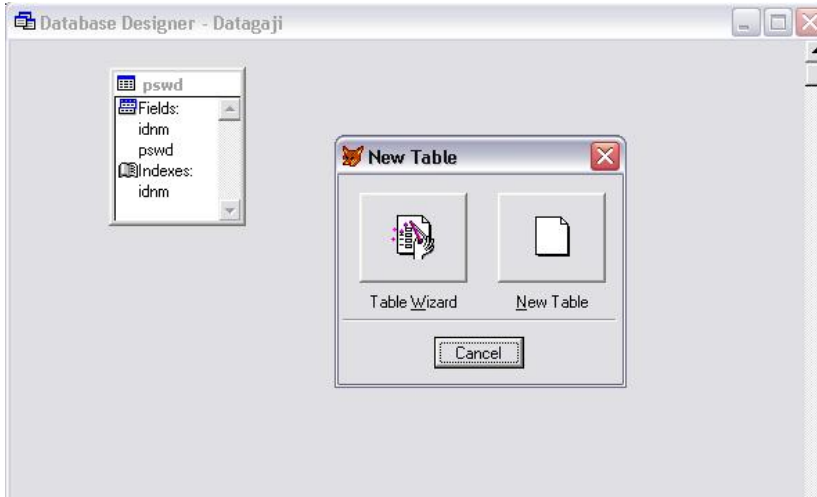 Database Designer - Datagaji
pswd
Fields:
idnm
pswd
Indexes:
idnm
New Table
Table Wizard
New Table
Cancel